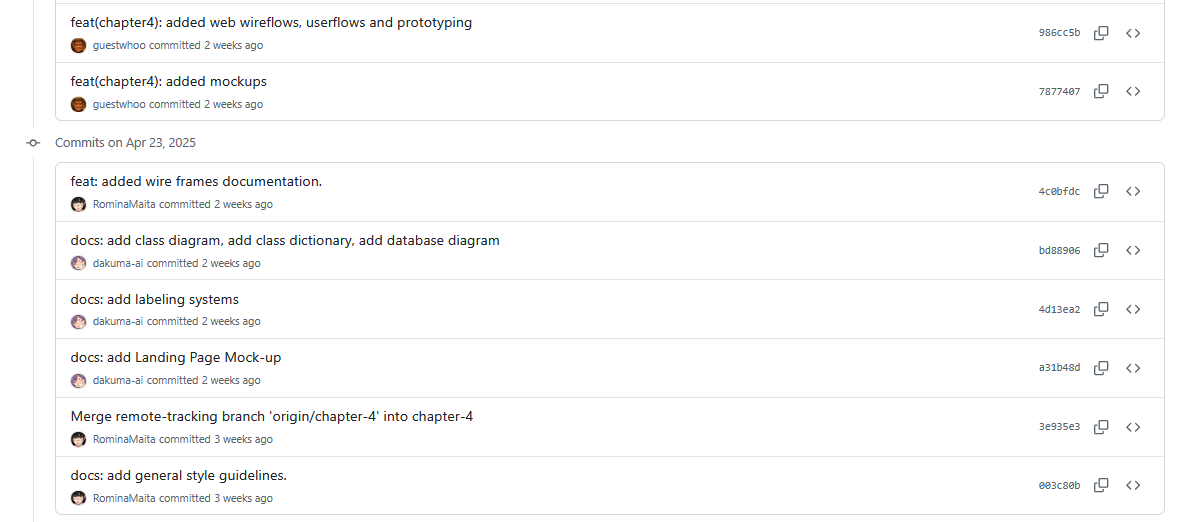 feat(chapter4): added web wireflows, userflows and prototyping
guestwhoo committed 2 weeks ago
986cc5b
feat(chapter4): added mockups
guestwhoo committed 2 weeks ago
7877407
Commits on Apr 23, 2025
feat: added wire frames documentation.
RominaMaita committed 2 weeks ago
4c0bfdc
docs: add class diagram, add class dictionary, add database diagram
dakuma-ai committed 2 weeks ago
bd88906
docs: add labeling systems
dakuma-ai committed 2 weeks ago
4d13ea2
docs: add Landing Page Mock-up
dakuma-ai committed 2 weeks ago
a31b48d
Merge remote-tracking branch 'origin/chapter-4' into chapter-4
RominaMaita committed 3 weeks ago
3e935e3
docs: add general style guidelines.
RominaMaita committed 3 weeks ago
003c80b